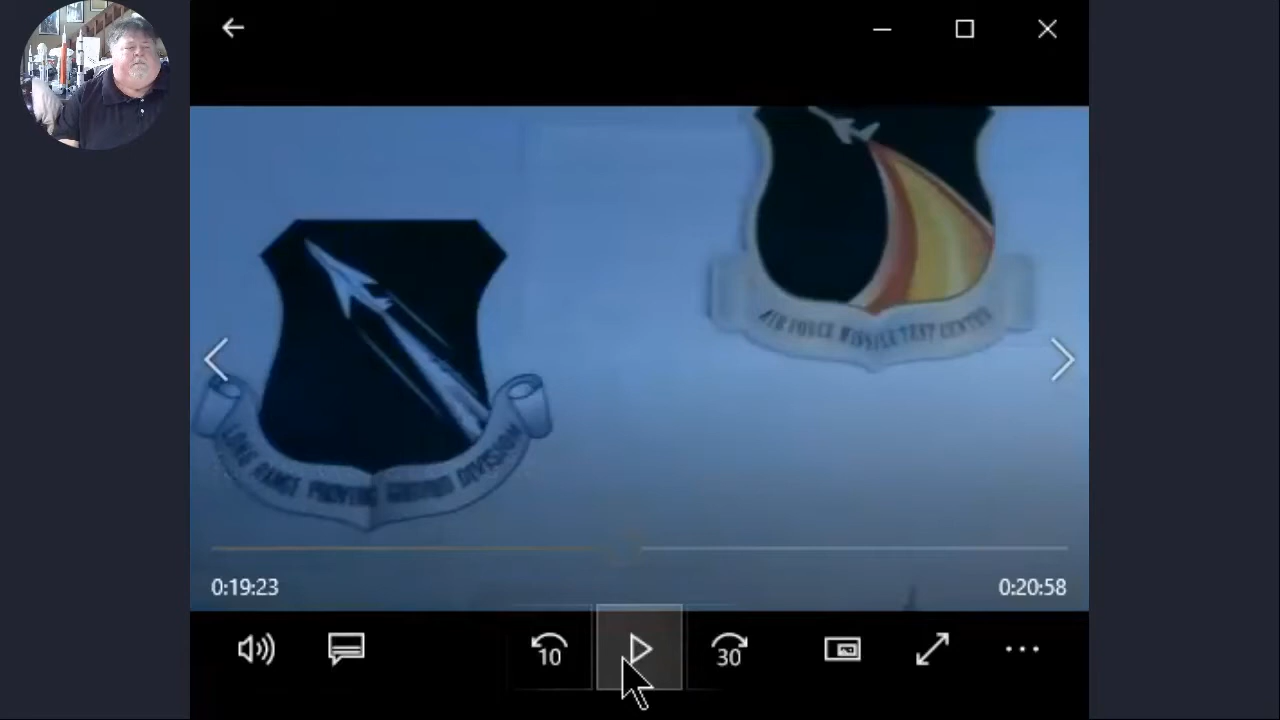 AIR FORCE MISSILE TEST CENTER
LONG RANGE PROVING GROUND DIVISION
0:19:23
0:20:58
10
30